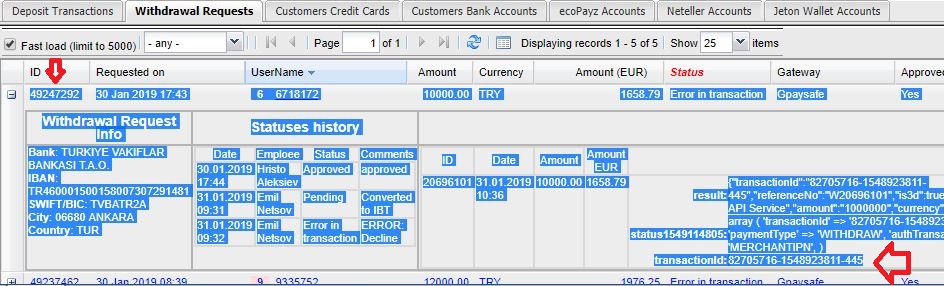 Deposit Transactions Withdrawal Requests Customers Credit Cards Customers Bank Accounts ecoPayz Accounts Neteller Accounts Jeton Wallet Accounts
Fast load (limit to 5000) - any - Page 1 of 1 Displaying records 1 - 5 of 5 Show 25 items
ID Requested on UserName Amount Currency Amount (EUR) Status Gateway Approved
49247292 30 Jan 2019 17:43 6 6718172 10000.00 TRY 1658.79 Error in transaction Gpaysafe Yes
Withdrawal Request
Info
Bank: TURKIYE VAKIFLAR
BANKASI T.A.O.
IBAN:
TR460001500158007307291481
SWIFT/BIC: TVBATR2A
City: 06680 ANKARA
Country: TUR
Statuses history
Date Emploee Status Comments
30.01.2019 17:44 Hristo Aleksiev Approved approved
31.01.2019 09:31 Emil Netsov Pending Converted to IBT
31.01.2019 09:32 Emil Netsov Error in transaction ERROR: Decline
ID Date Amount Amount EUR
20696101 31.01.2019 10:36 10000.00 1658.79
result: {"transactionId":"82705716-1548923811-
445","referenceNo":"W20696101","is3d":true
API Service","amount":"1000000","currency"
status1549114805: array ( 'transactionId' => '82705716-154892
'paymentType' => 'WITHDRAW', 'authTransa
'MERCHANTIPN', )
transactionId: 82705716-1548923811-445
49237462 30 Jan 2019 08:39 9 9335752 12000.00 TRY 1976.25 Error in transaction Gpaysafe Yes